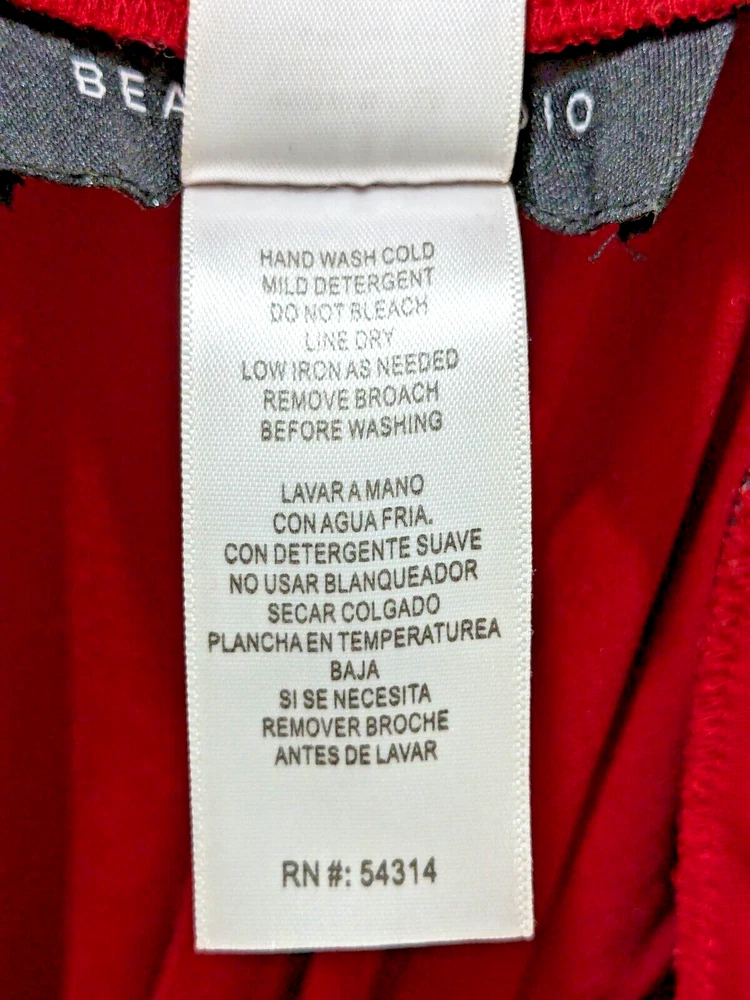 BEA
IO
HAND WASH COLD
MILD DETERGENT
DO NOT BLEACH
LINE DRY
LOW IRON AS NEEDED
REMOVE BROACH
BEFORE WASHING
LAVAR A MANO
CON AGUA FRIA.
CON DETERGENTE SUAVE
NO USAR BLANQUEADOR
SECAR COLGADO
PLANCHA EN TEMPERATUREA
BAJA
SI SE NECESITA
REMOVER BROCHE
ANTES DE LAVAR
RN #: 54314